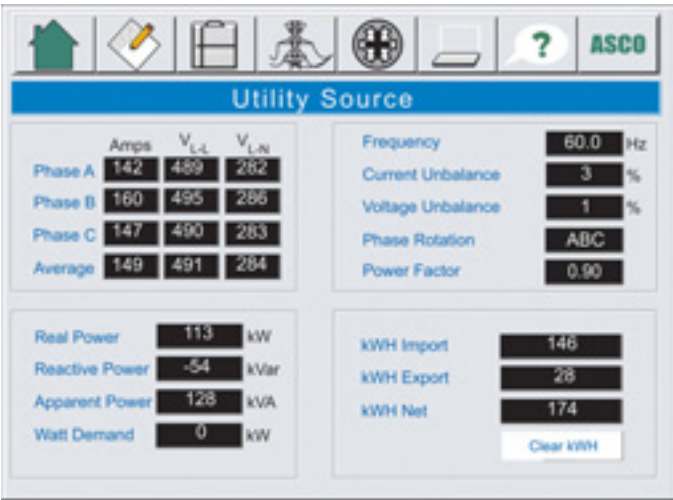 ? ASCO
Utility Source
Amps VL-L VL-N
Phase A 142 489 282
Phase B 160 495 286
Phase C 147 490 283
Average 149 491 284
Frequency 60.0 Hz
Current Unbalance 3 %
Voltage Unbalance 1 %
Phase Rotation ABC
Power Factor 0.90
Real Power 113 kW
Reactive Power -54 kVar
Apparent Power 128 kVA
Watt Demand 0 kW
kWH Import 146
kWH Export 28
kWH Net 174
Clear kWH